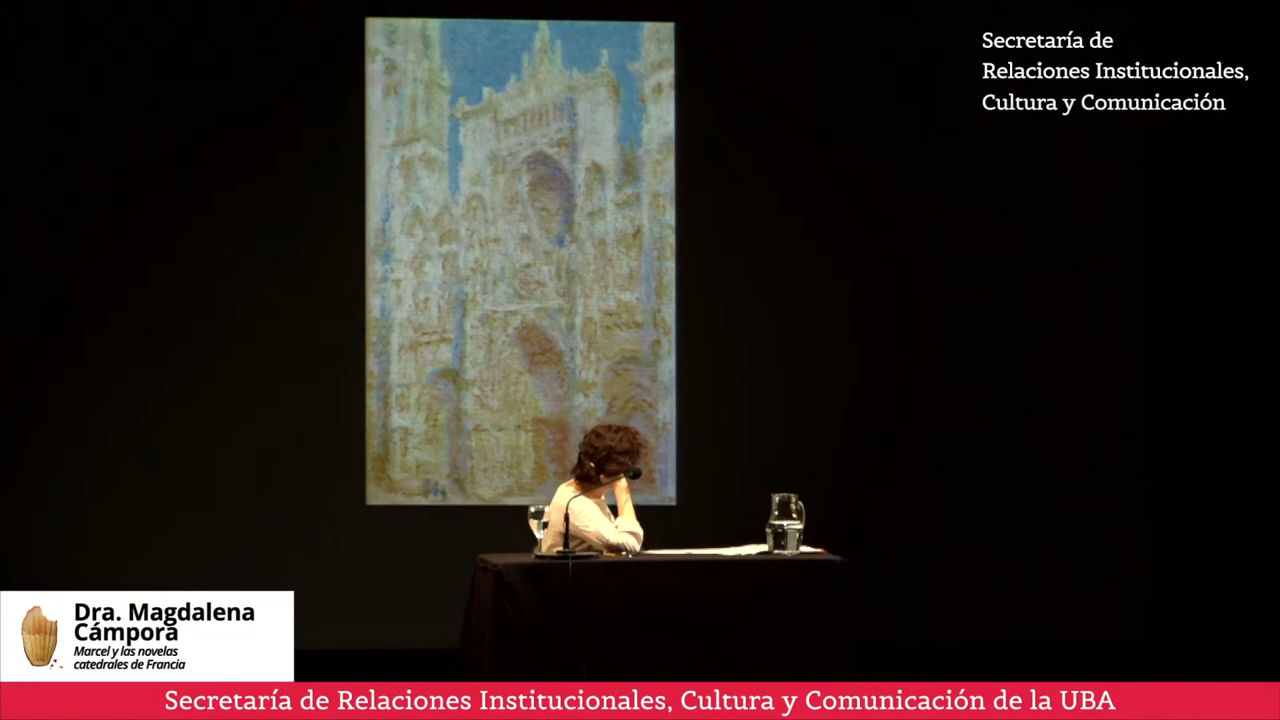 Secretaría de
Relaciones Institucionales,
Cultura y Comunicación
Dra. Magdalena
Cámpora
Marcel y las novelas
catedrales de Francia
Secretaría de Relaciones Institucionales, Cultura y Comunicación de la UBA